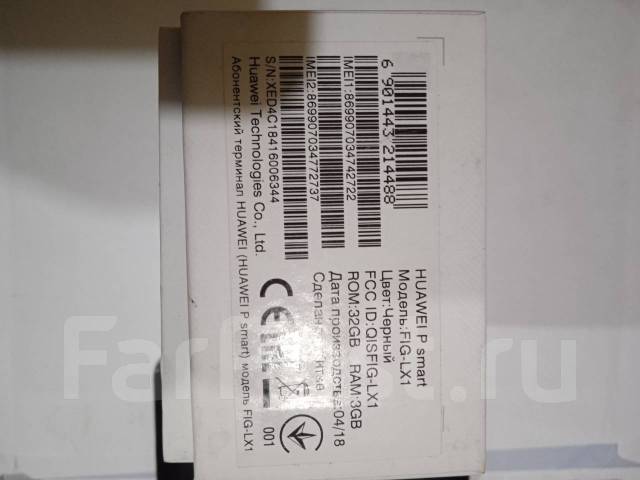 HUAWEI P smart
Модель:FIG-LX1
Цвет:Черный
FCC ID:QISFIG-LX1
ROM:32GB RAM:3GB
Дата производства:04/18
Сделано
6 901443 214488
IMEI1:869907034742722
IMEI2:869907034772737
S/N:XED4C18416006344
Huawei Technologies Co., Ltd.
Абонентский терминал HUAWEI (HUAWEI P smart) модель FIG-LX1
CE
001